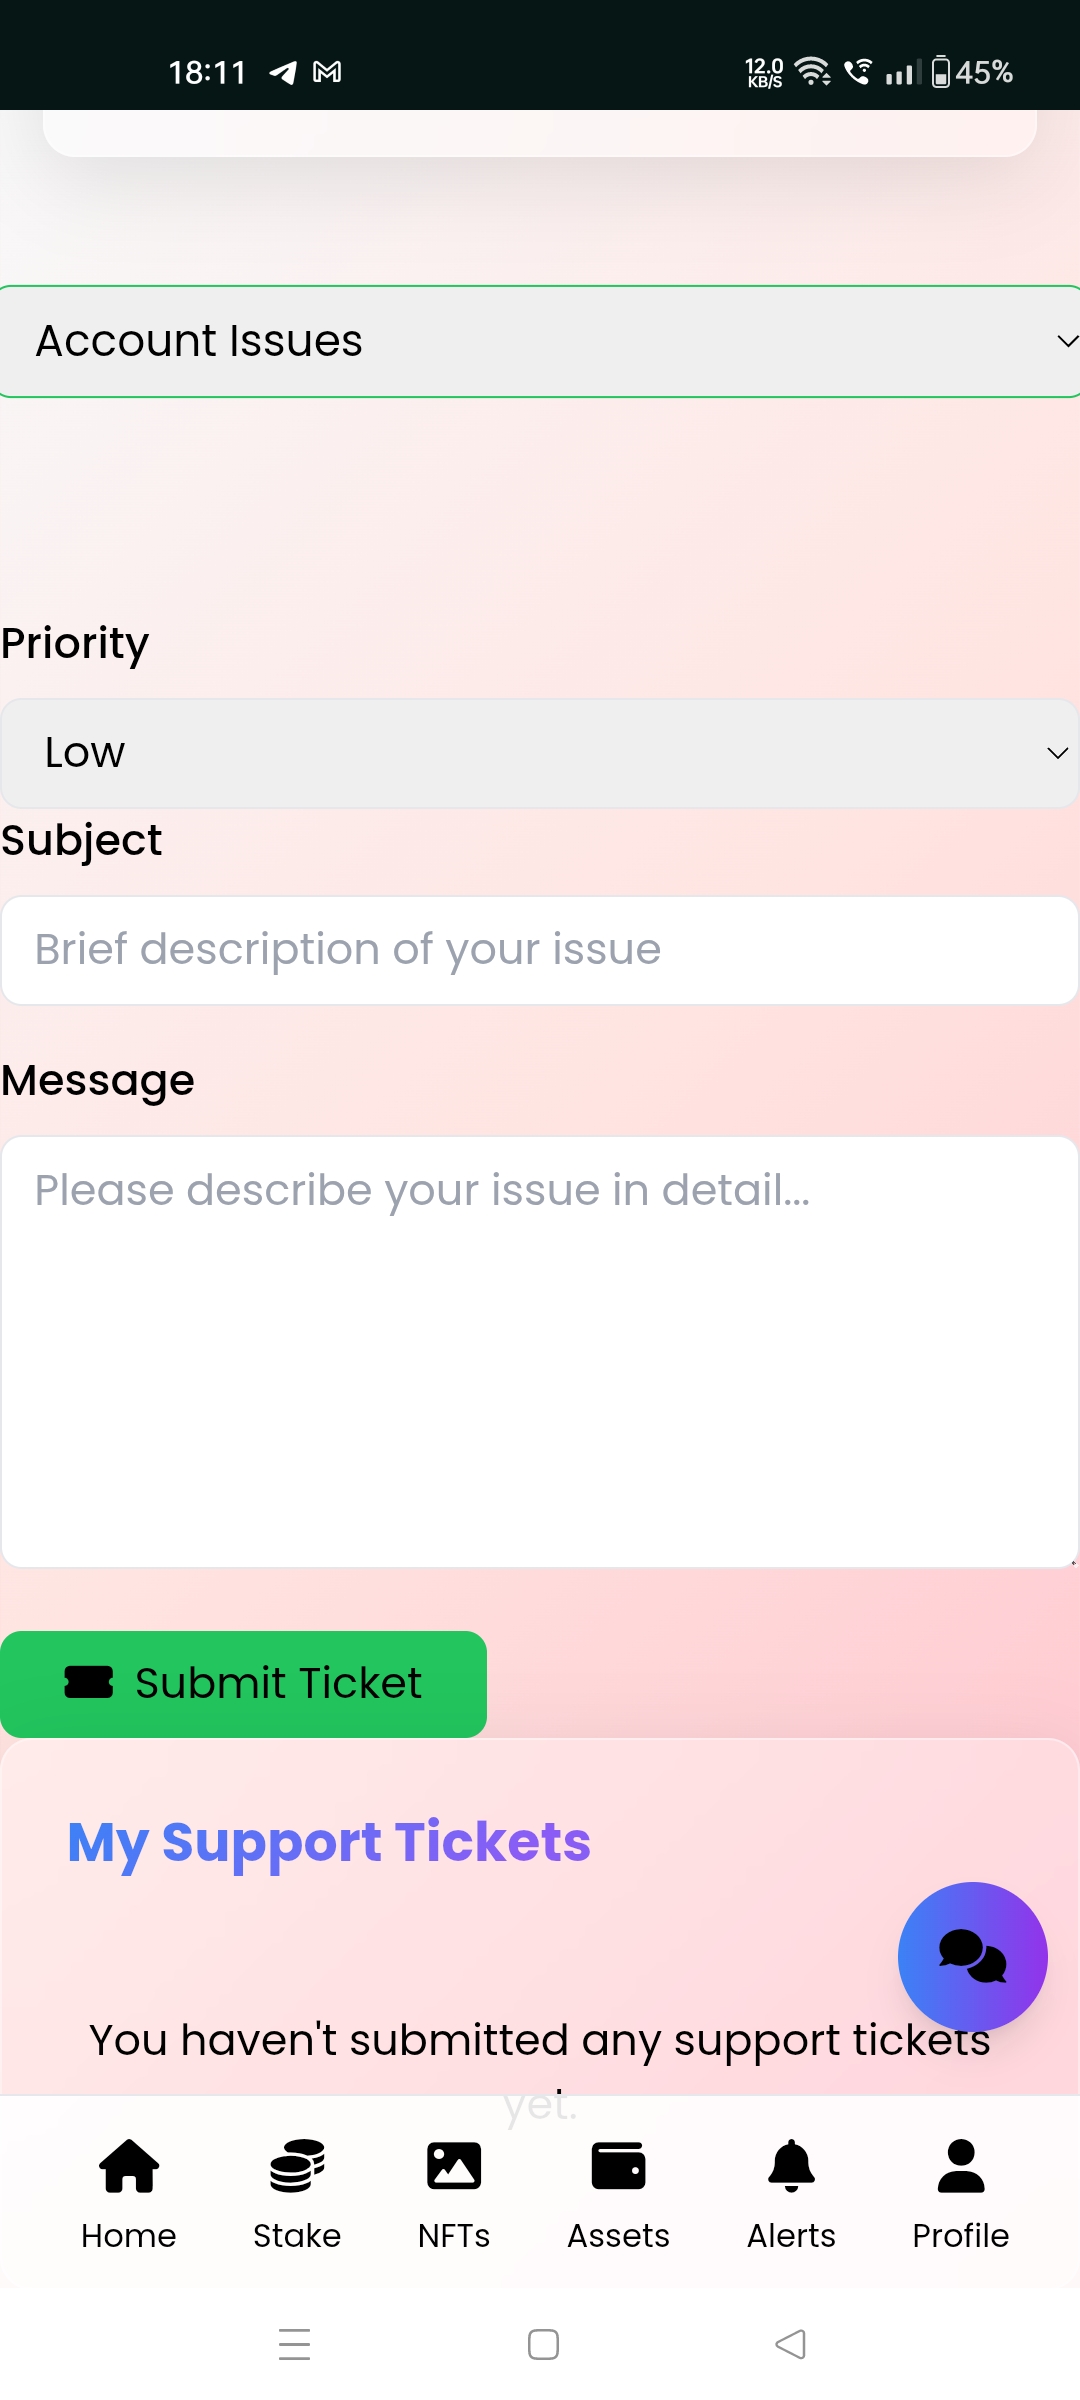 18:11
12.0
KB/S
45%
Account Issues
Priority
Low
Subject
Brief description of your issue
Message
Please describe your issue in detail...
Submit Ticket
My Support Tickets
You haven't submitted any support tickets
yet.
Home
Stake
NFTs
Assets
Alerts
Profile